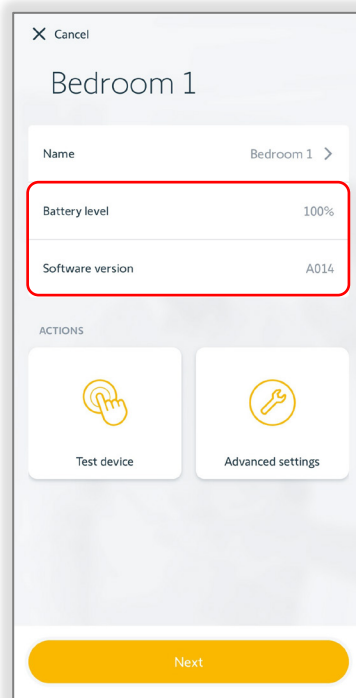 Cancel
Bedroom 1
Name Bedroom 1
Battery level 100%
Software version A014
ACTIONS
Test device Advanced settings
Next